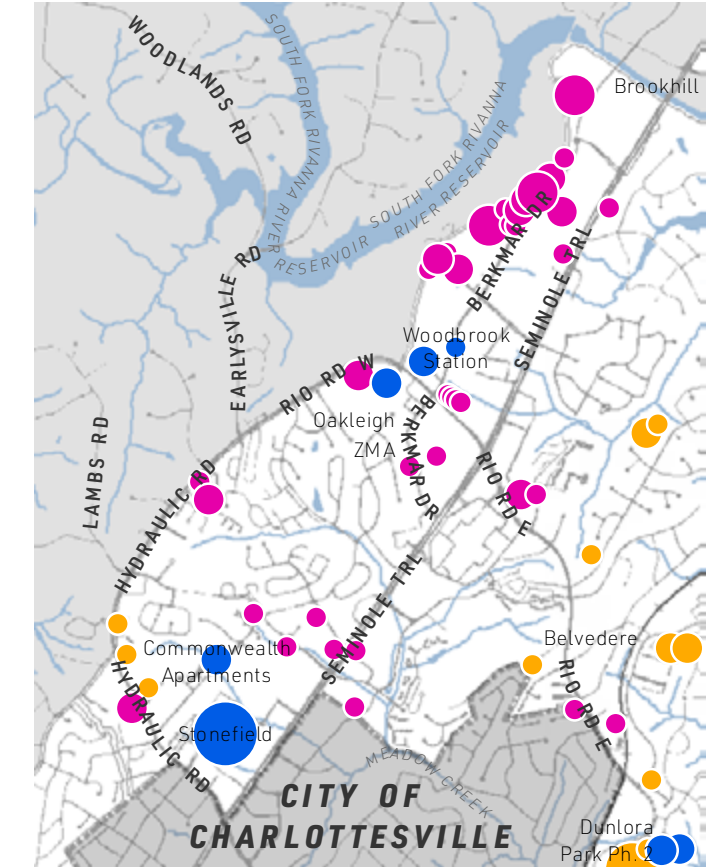 WOODLANDS RD
SOUTH FORK RIVANNA
RIVER RESERVOIR
SOUTH FORK RIVANNA
RIVER RESERVOIR
Brookhill
BERKMAR DR
SEMINOLE TRL
EARLYSVILLE RD
Woodbrook
Station
RIO RD W
Oakleigh
ZMA
BERKMAR DR
LAMBS RD
HYDRAULIC RD
RIO RD E
SEMINOLE TRL
Commonwealth
Apartments
Belvedere
HYDRAULIC RD
RIO RD E
Stonefield
MEADOW CREEK
CITY OF
CHARLOTTESVILLE
Dunlora
Park Ph. 2